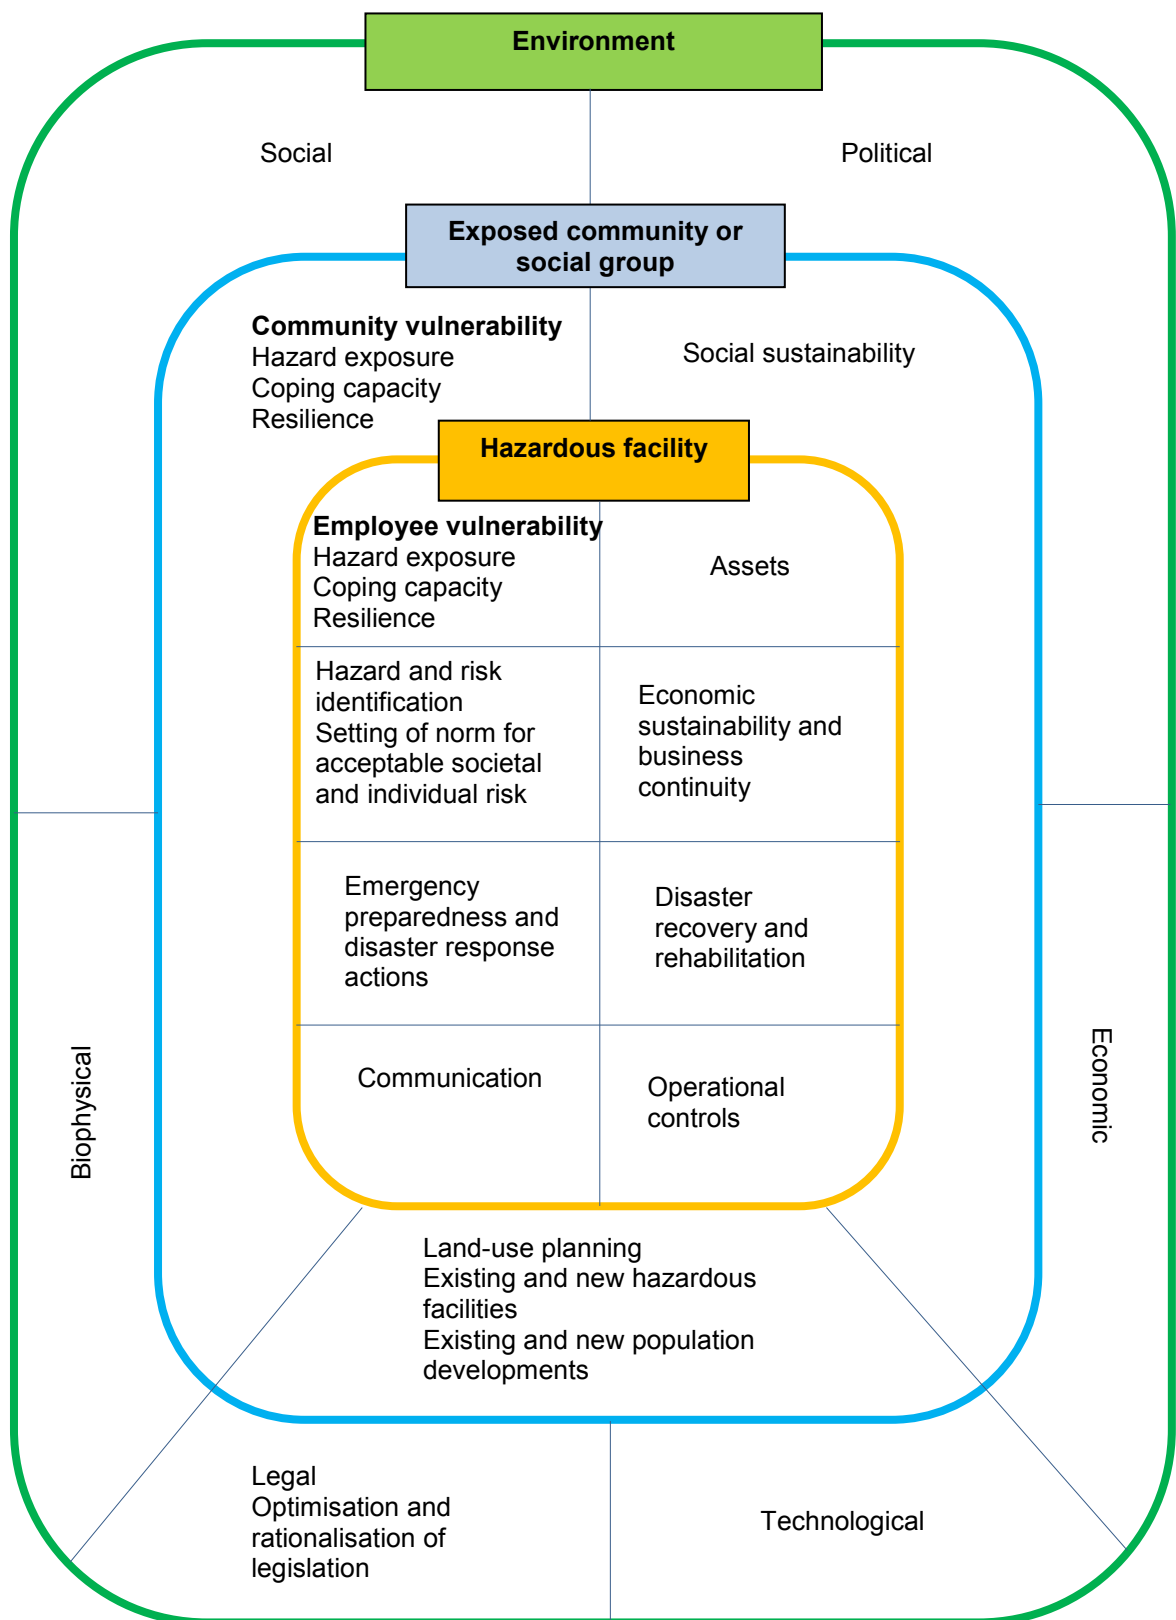 Environment
Social
Political
Exposed community or
social group
Community vulnerability
Hazard exposure
Coping capacity
Resilience
Social sustainability
Hazardous facility
Employee vulnerability
Hazard exposure
Coping capacity
Resilience
Assets
Hazard and risk
identification
Setting of norm for
acceptable societal
and individual risk
Economic
sustainability and
business
continuity
Emergency
preparedness and
disaster response
actions
Disaster
recovery and
rehabilitation
Communication
Operational
controls
Biophysical
Economic
Land-use planning
Existing and new hazardous
facilities
Existing and new population
developments
Legal
Optimisation and
rationalisation of
legislation
Technological